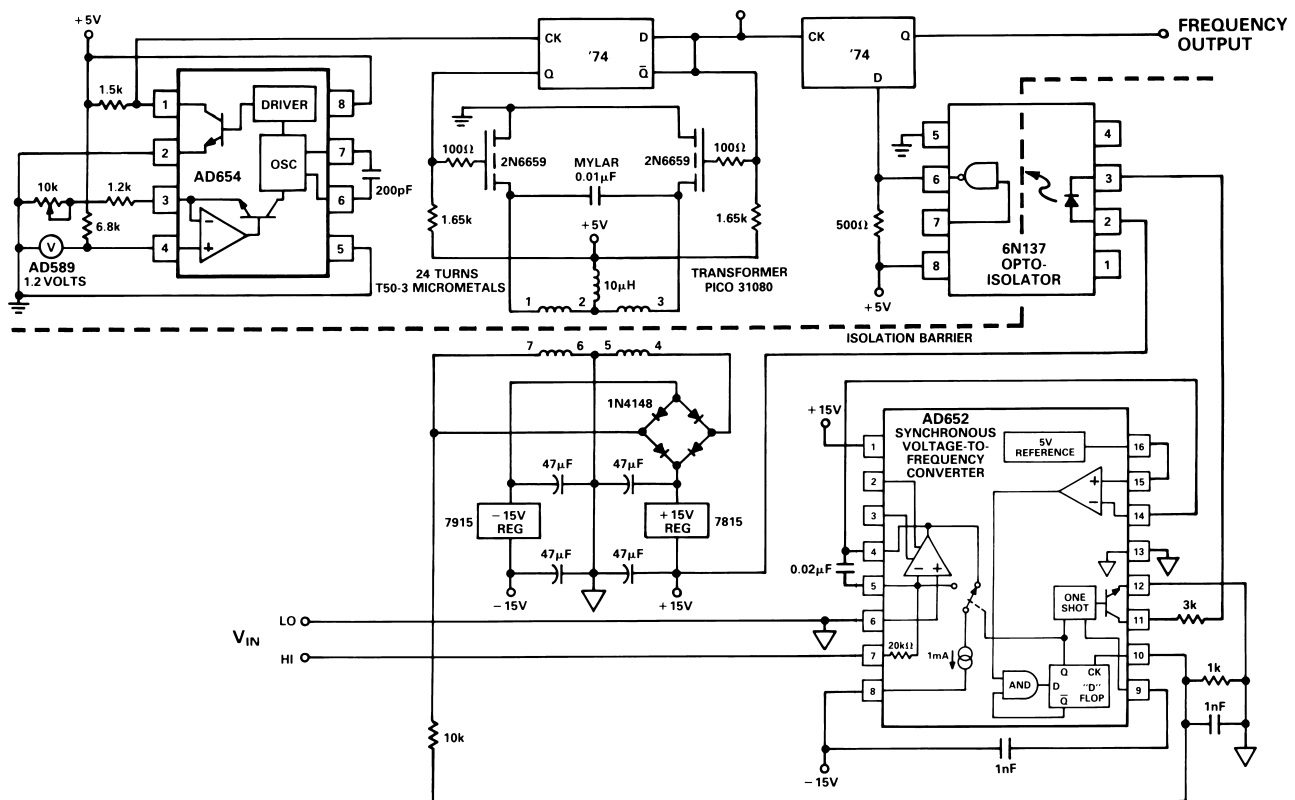 +5V
CK
D
'74
Q
Q̅
CK
Q
'74
D
FREQUENCY
OUTPUT
1.5k
1
2
3
4
8
7
6
5
DRIVER
OSC
AD654
200pF
10k
1.2k
6.8k
V
AD589
1.2 VOLTS
100Ω
2N6659
MYLAR
0.01μF
2N6659
100Ω
1.65k
1.65k
+5V
24 TURNS
T50-3 MICROMETALS
10μH
TRANSFORMER
PICO 31080
1
2
3
500Ω
+5V
5
6
7
8
4
3
2
1
6N137
OPTO-
ISOLATOR
ISOLATION BARRIER
7
6
5
4
1N4148
47μF
47μF
7915
−15V
REG
+15V
REG
7815
47μF
47μF
−15V
+15V
VIN
LO
HI
10k
+15V
AD652
SYNCHRONOUS
VOLTAGE-TO-
FREQUENCY
CONVERTER
5V
REFERENCE
1
2
3
4
5
6
7
8
16
15
14
13
12
11
10
9
0.02μF
20kΩ
1mA
ONE
SHOT
AND
Q
CK
D
"D"
FLOP
Q̅
3k
1k
1nF
1nF
−15V